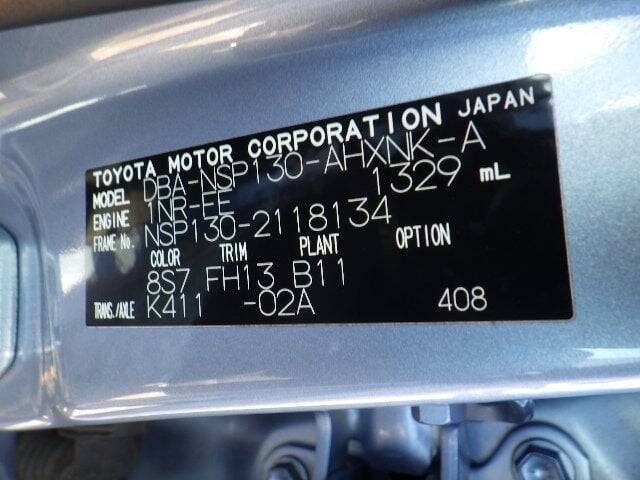 TOYOTA MOTOR CORPORATION JAPAN
MODEL DBA-NSP130-AHXNK-A
ENGINE 1NR-FE 1329 mL
FRAME No. NSP130-2118134
COLOR TRIM PLANT OPTION
8S7 FH13 B11
TRANS./AXLE K411 -02A 408